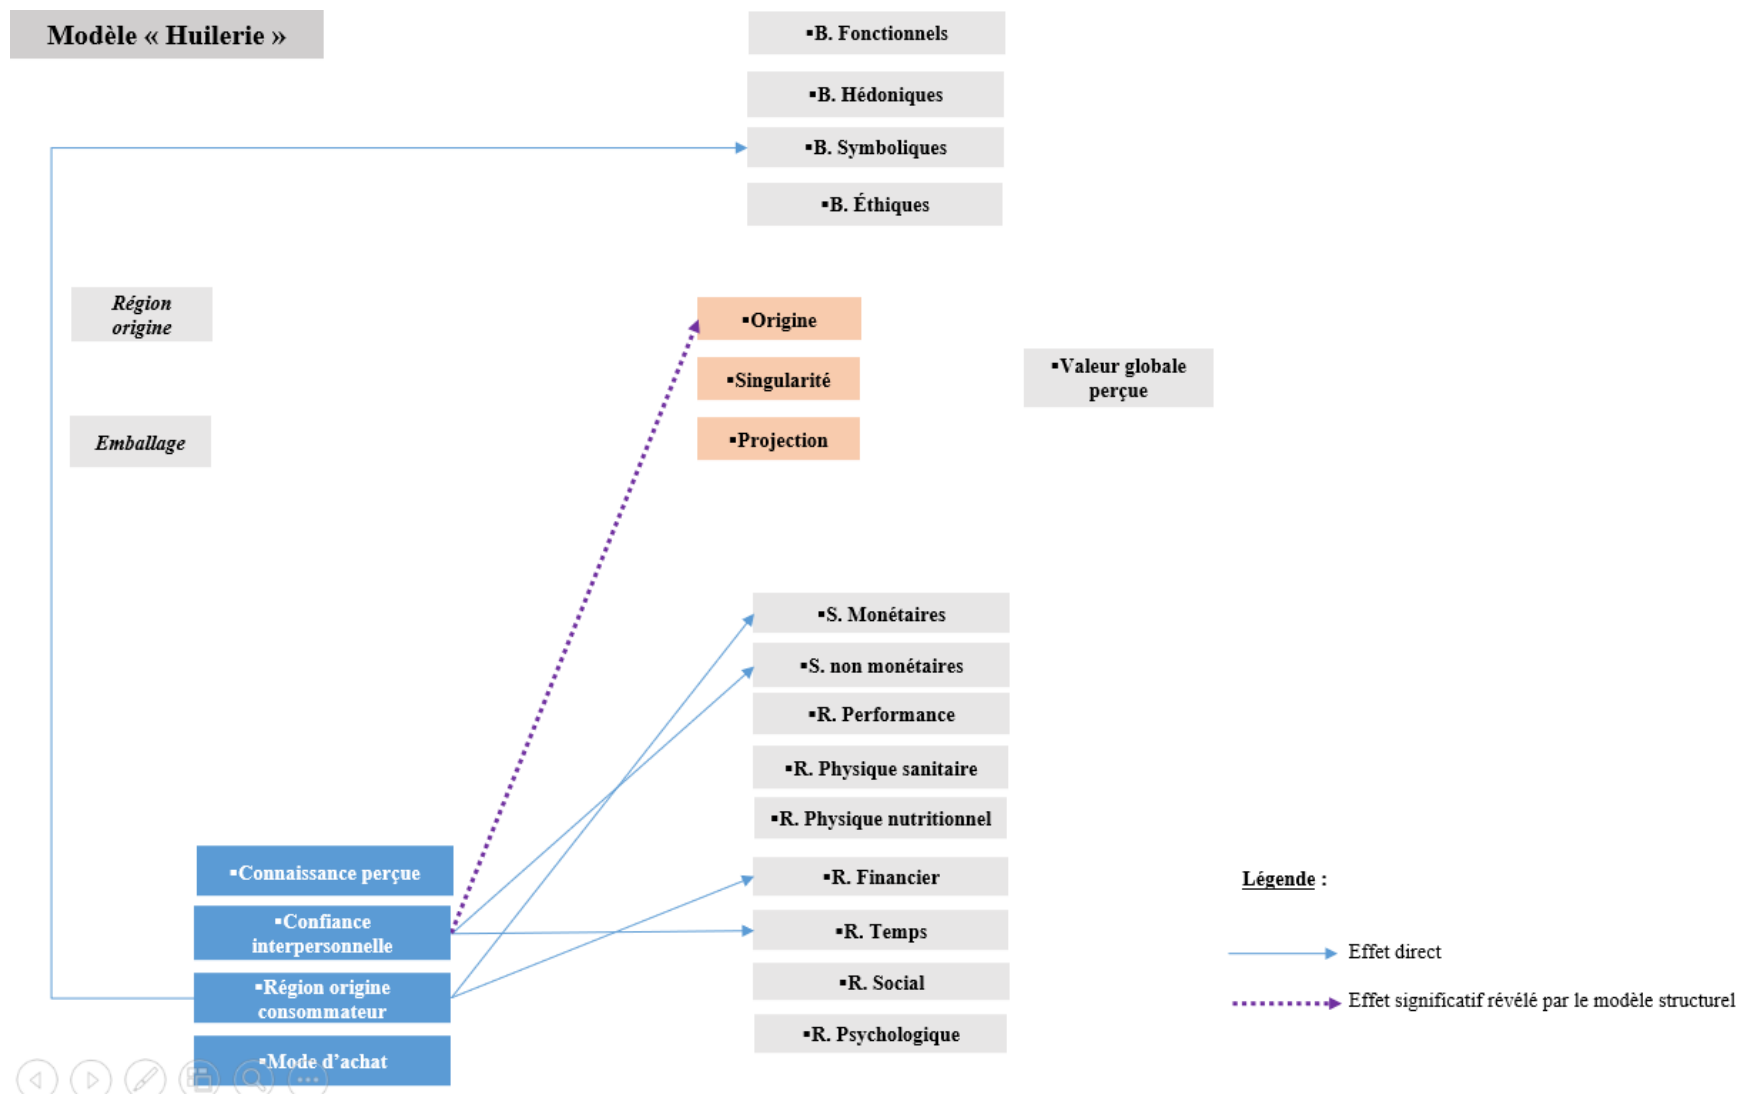 Modèle « Huilerie »
▪B. Fonctionnels
▪B. Hédoniques
▪B. Symboliques
▪B. Éthiques
Région
origine
Emballage
▪Origine
▪Singularité
▪Projection
▪Valeur globale
perçue
▪S. Monétaires
▪S. non monétaires
▪R. Performance
▪R. Physique sanitaire
▪R. Physique nutritionnel
▪R. Financier
▪R. Temps
▪R. Social
▪R. Psychologique
▪Connaissance perçue
▪Confiance
interpersonnelle
▪Région origine
consommateur
▪Mode d’achat
Légende :
Effet direct
Effet significatif révélé par le modèle structurel